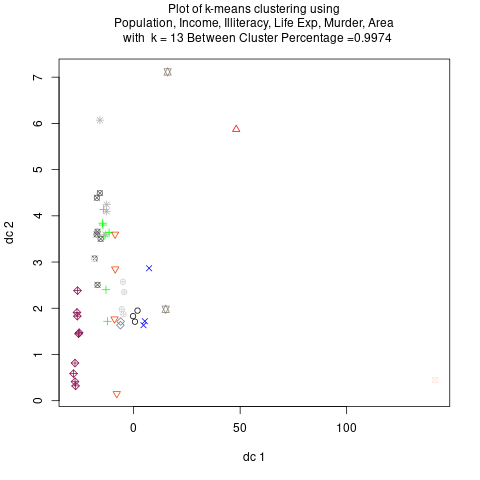 Plot of k-means clustering using
Population, Income, Illiteracy, Life Exp, Murder, Area
with k = 13 Between Cluster Percentage =0.9974
7
6
5
4
3
2
1
0
dc 2
0 50 100
dc 1